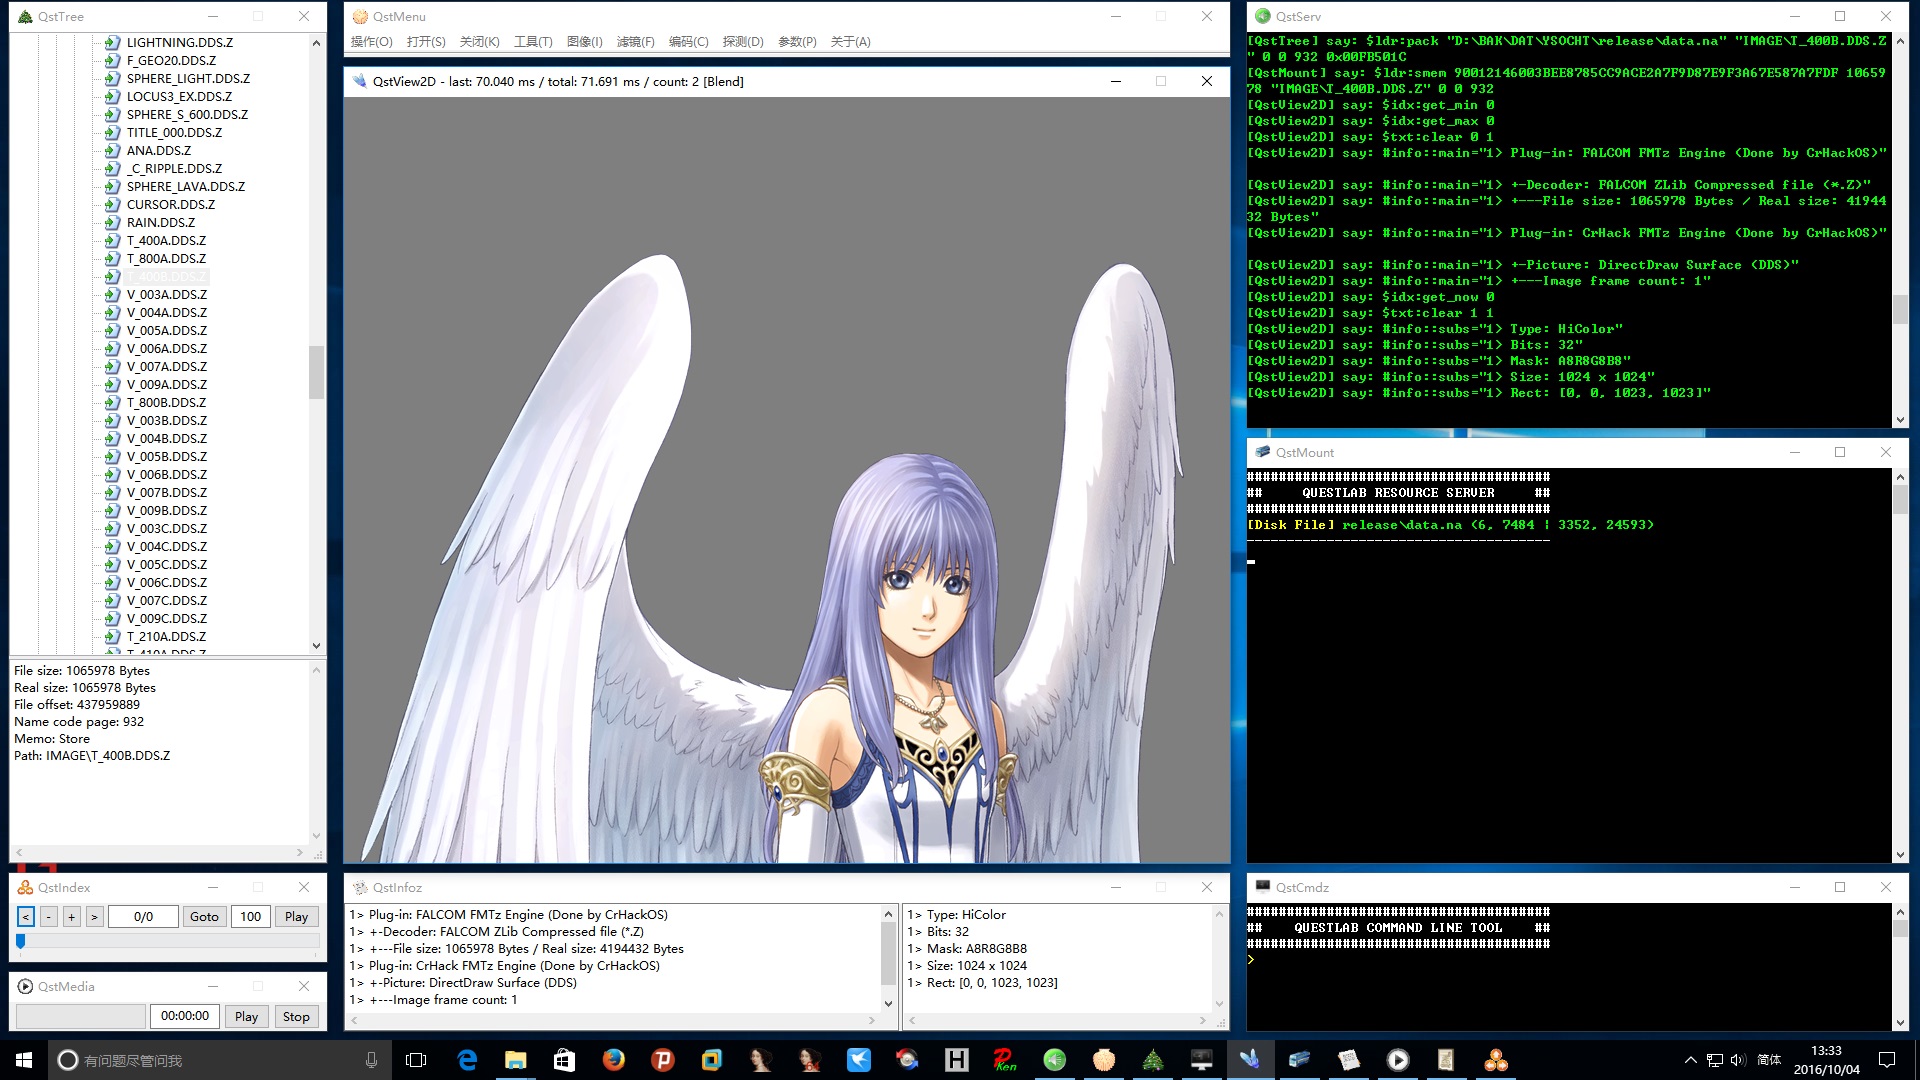 QstTree
LIGHTNING.DDS.Z
F_GEO20.DDS.Z
SPHERE_LIGHT.DDS.Z
LOCUS3_EX.DDS.Z
SPHERE_S_600.DDS.Z
TITLE_000.DDS.Z
ANA.DDS.Z
_C_RIPPLE.DDS.Z
SPHERE_LAVA.DDS.Z
CURSOR.DDS.Z
RAIN.DDS.Z
T_400A.DDS.Z
T_800A.DDS.Z
T_400B.DDS.Z
V_003A.DDS.Z
V_004A.DDS.Z
V_005A.DDS.Z
V_006A.DDS.Z
V_007A.DDS.Z
V_009A.DDS.Z
T_800B.DDS.Z
V_003B.DDS.Z
V_004B.DDS.Z
V_005B.DDS.Z
V_006B.DDS.Z
V_007B.DDS.Z
V_009B.DDS.Z
V_003C.DDS.Z
V_004C.DDS.Z
V_005C.DDS.Z
V_006C.DDS.Z
V_007C.DDS.Z
V_009C.DDS.Z
T_210A.DDS.Z
T_410A.DDS.Z
File size: 1065978 Bytes
Real size: 1065978 Bytes
File offset: 437959889
Name code page: 932
Memo: Store
Path: IMAGE\T_400B.DDS.Z
QstIndex
< - + > 0/0 Goto 100 Play
QstMedia
00:00:00 Play Stop
QstMenu
操作(O) 打开(S) 关闭(K) 工具(T) 图像(I) 滤镜(F) 编码(C) 探测(D) 参数(P) 关于(A)
QstView2D - last: 70.040 ms / total: 71.691 ms / count: 2 [Blend]
QstInfoz
1> Plug-in: FALCOM FMTz Engine (Done by CrHackOS)
1> +-Decoder: FALCOM ZLib Compressed file (*.Z)
1> +---File size: 1065978 Bytes / Real size: 4194432 Bytes
1> Plug-in: CrHack FMTz Engine (Done by CrHackOS)
1> +-Picture: DirectDraw Surface (DDS)
1> +---Image frame count: 1
1> Type: HiColor
1> Bits: 32
1> Mask: A8R8G8B8
1> Size: 1024 x 1024
1> Rect: [0, 0, 1023, 1023]
QstServ
[QstTree] say: $ldr:pack "D:\BAK\DAT\YSOCHT\release\data.na" "IMAGE\T_400B.DDS.Z
" 0 0 932 0x00FB501C
[QstMount] say: $ldr:smem 90012146003BEE8785CC9ACE2A7F9D87E9F3A67E587A7FDF 10659
78 "IMAGE\T_400B.DDS.Z" 0 0 932
[QstView2D] say: $idx:get_min 0
[QstView2D] say: $idx:get_max 0
[QstView2D] say: $txt:clear 0 1
[QstView2D] say: #info::main="1> Plug-in: FALCOM FMTz Engine (Done by CrHackOS)"
[QstView2D] say: #info::main="1> +-Decoder: FALCOM ZLib Compressed file (*.Z)"
[QstView2D] say: #info::main="1> +---File size: 1065978 Bytes / Real size: 41944
32 Bytes"
[QstView2D] say: #info::main="1> Plug-in: CrHack FMTz Engine (Done by CrHackOS)"
[QstView2D] say: #info::main="1> +-Picture: DirectDraw Surface (DDS)"
[QstView2D] say: #info::main="1> +---Image frame count: 1"
[QstView2D] say: $idx:get_now 0
[QstView2D] say: $txt:clear 1 1
[QstView2D] say: #info::subs="1> Type: HiColor"
[QstView2D] say: #info::subs="1> Bits: 32"
[QstView2D] say: #info::subs="1> Mask: A8R8G8B8"
[QstView2D] say: #info::subs="1> Size: 1024 x 1024"
[QstView2D] say: #info::subs="1> Rect: [0, 0, 1023, 1023]"
QstMount
######################################
## QUESTLAB RESOURCE SERVER ##
######################################
[Disk File] release\data.na (6, 7484 | 3352, 24593)
--------------------------------------
QstCmdz
######################################
## QUESTLAB COMMAND LINE TOOL ##
######################################
>
有问题尽管问我
H
Ken
简体
13:33
2016/10/04